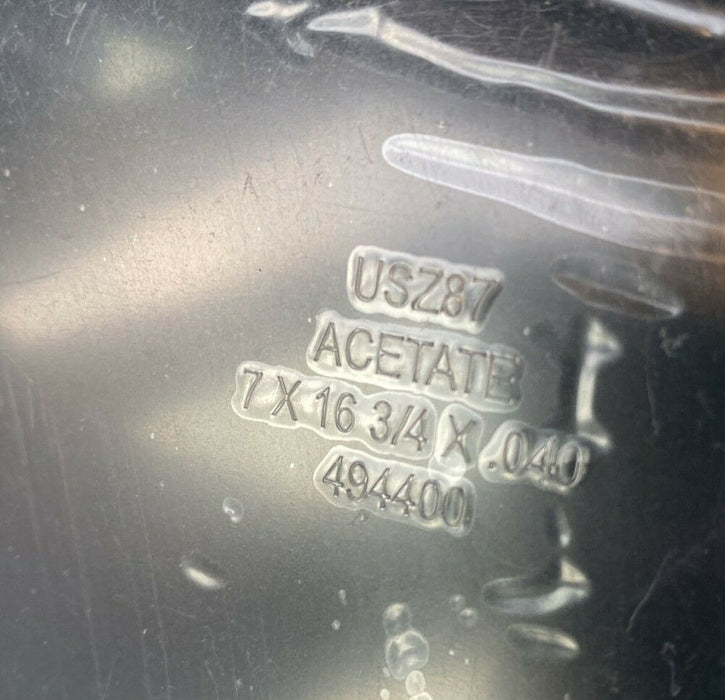 USZ87
ACETATE
7 X 16 3/4 X .040
494400